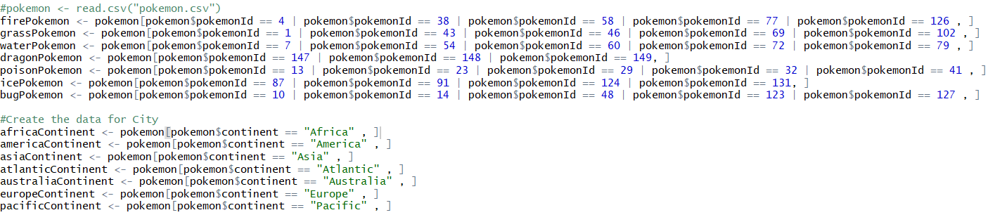 #pokemon <- read.csv("pokemon.csv")
firePokemon <- pokemon[pokemon$pokemonId == 4 | pokemon$pokemonId == 38 | pokemon$pokemonId == 58 | pokemon$pokemonId == 77 | pokemon$pokemonId == 126 , ]
grassPokemon <- pokemon[pokemon$pokemonId == 1 | pokemon$pokemonId == 43 | pokemon$pokemonId == 46 | pokemon$pokemonId == 69 | pokemon$pokemonId == 102 , ]
waterPokemon <- pokemon[pokemon$pokemonId == 7 | pokemon$pokemonId == 54 | pokemon$pokemonId == 60 | pokemon$pokemonId == 72 | pokemon$pokemonId == 79 , ]
dragonPokemon <- pokemon[pokemon$pokemonId == 147 | pokemon$pokemonId == 148 | pokemon$pokemonId == 149, ]
poisonPokemon <- pokemon[pokemon$pokemonId == 13 | pokemon$pokemonId == 23 | pokemon$pokemonId == 29 | pokemon$pokemonId == 32 | pokemon$pokemonId == 41 , ]
icePokemon <- pokemon[pokemon$pokemonId == 87 | pokemon$pokemonId == 91 | pokemon$pokemonId == 124 | pokemon$pokemonId == 131, ]
bugPokemon <- pokemon[pokemon$pokemonId == 10 | pokemon$pokemonId == 14 | pokemon$pokemonId == 48 | pokemon$pokemonId == 123 | pokemon$pokemonId == 127 , ]
#Create the data for City
africaContinent <- pokemon[pokemon$continent == "Africa" , ]
americaContinent <- pokemon[pokemon$continent == "America" , ]
asiaContinent <- pokemon[pokemon$continent == "Asia" , ]
atlanticContinent <- pokemon[pokemon$continent == "Atlantic" , ]
australiaContinent <- pokemon[pokemon$continent == "Australia" , ]
europeContinent <- pokemon[pokemon$continent == "Europe" , ]
pacificContinent <- pokemon[pokemon$continent == "Pacific" , ]